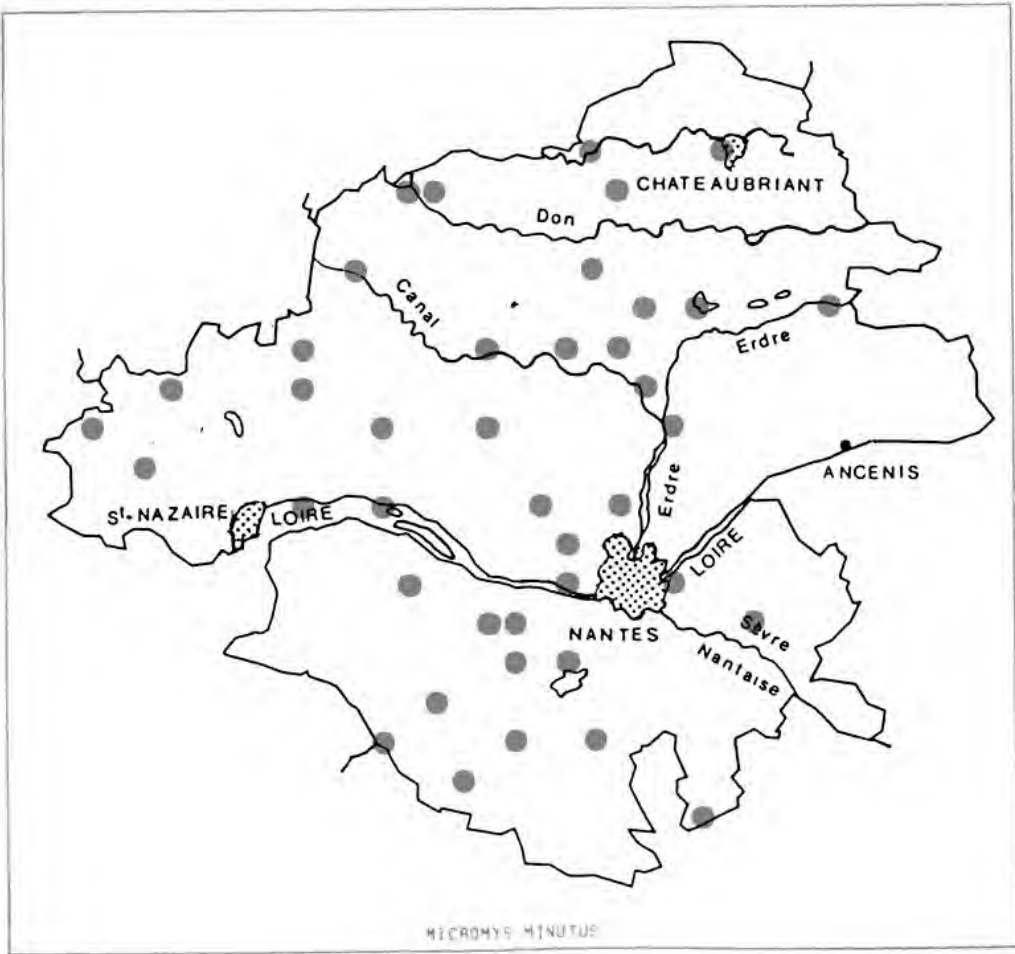 CHATEAUBRIANT
Don
Canal
Erdre
ANCENIS
Erdre
St-NAZAIRE
LOIRE
LOIRE
NANTES
Sèvre
Nantaise
MICROMYS MINUTUS